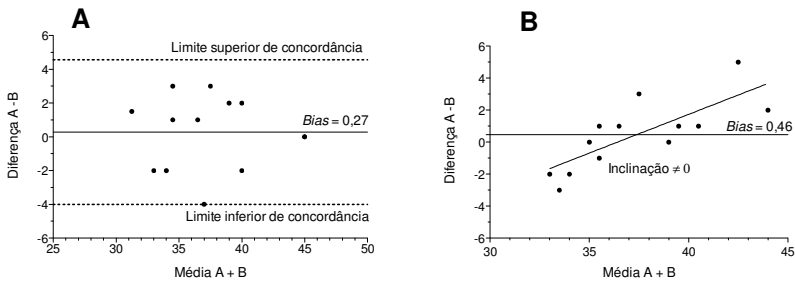 A
Diferença A -B
6
4
2
0
-2
-4
-6
Limite superior de concordância
Bias = 0,27
Limite inferior de concordância
25 30 35 40 45 50
Média A + B
B
Diferença A -B
6
4
2
0
-2
-4
-6
Bias = 0,46
Inclinação ≠ 0
30 35 40 45
Média A + B